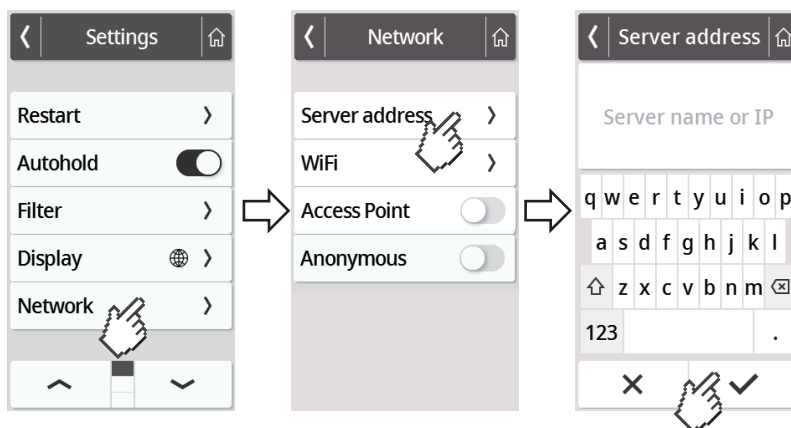 Settings
Restart
Autohold
Filter
Display
Network
Network
Server address
WiFi
Access Point
Anonymous
Server address
Server name or IP
q w e r t y u i o p
a s d f g h j k l
z x c v b n m
123 .